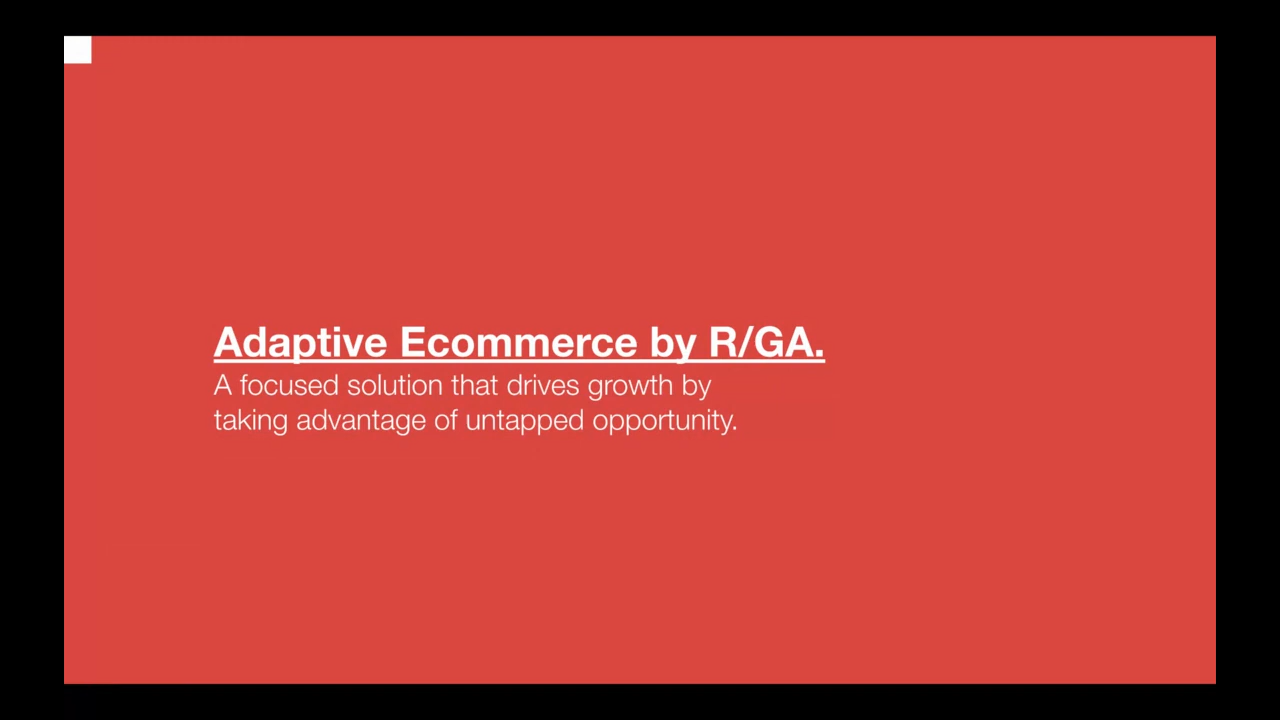 Adaptive Ecommerce by R/GA.
A focused solution that drives growth by
taking advantage of untapped opportunity.